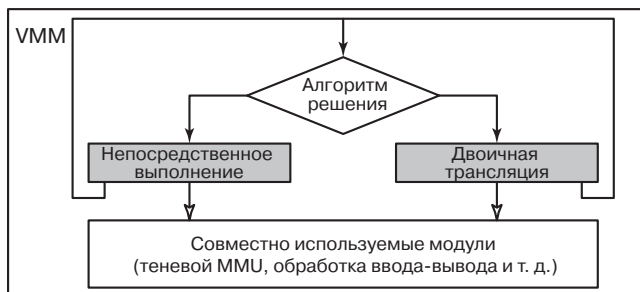 VMM
Алгоритм
решения
Непосредственное
выполнение
Двоичная
трансляция
Совместно используемые модули
(теневой MMU, обработка ввода-вывода и т. д.)